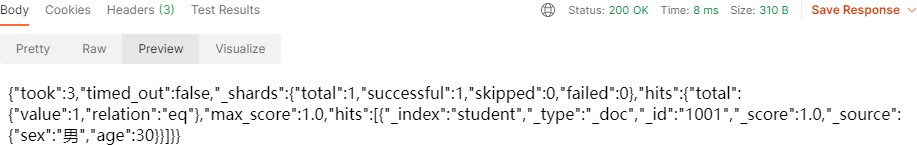 Body Cookies Headers (3) Test Results Status: 200 OK Time: 8 ms Size: 310 B Save Response
Pretty Raw Preview Visualize
{"took":3,"timed_out":false,"_shards":{"total":1,"successful":1,"skipped":0,"failed":0},"hits":{"total":
{"value":1,"relation":"eq"},"max_score":1.0,"hits":[{"_index":"student","_type":"_doc","_id":"1001","_score":1.0,"_source":
{"sex":"男","age":30}}]}}